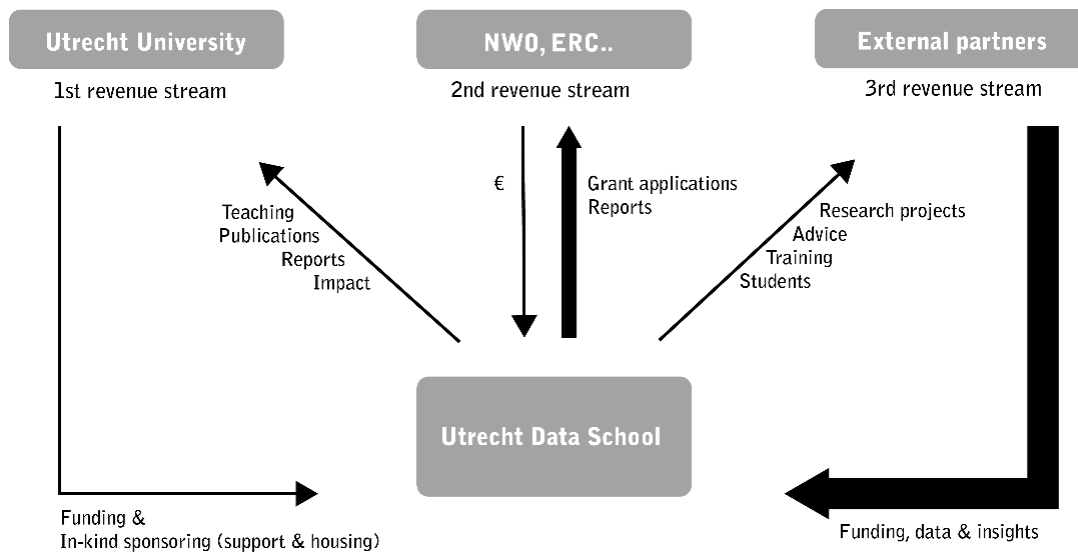 Utrecht University
NWO, ERC..
External partners
1st revenue stream
2nd revenue stream
3rd revenue stream
€
Grant applications
Reports
Teaching
Publications
Reports
Impact
Research projects
Advice
Training
Students
Utrecht Data School
Funding &
In-kind sponsoring (support & housing)
Funding, data & insights